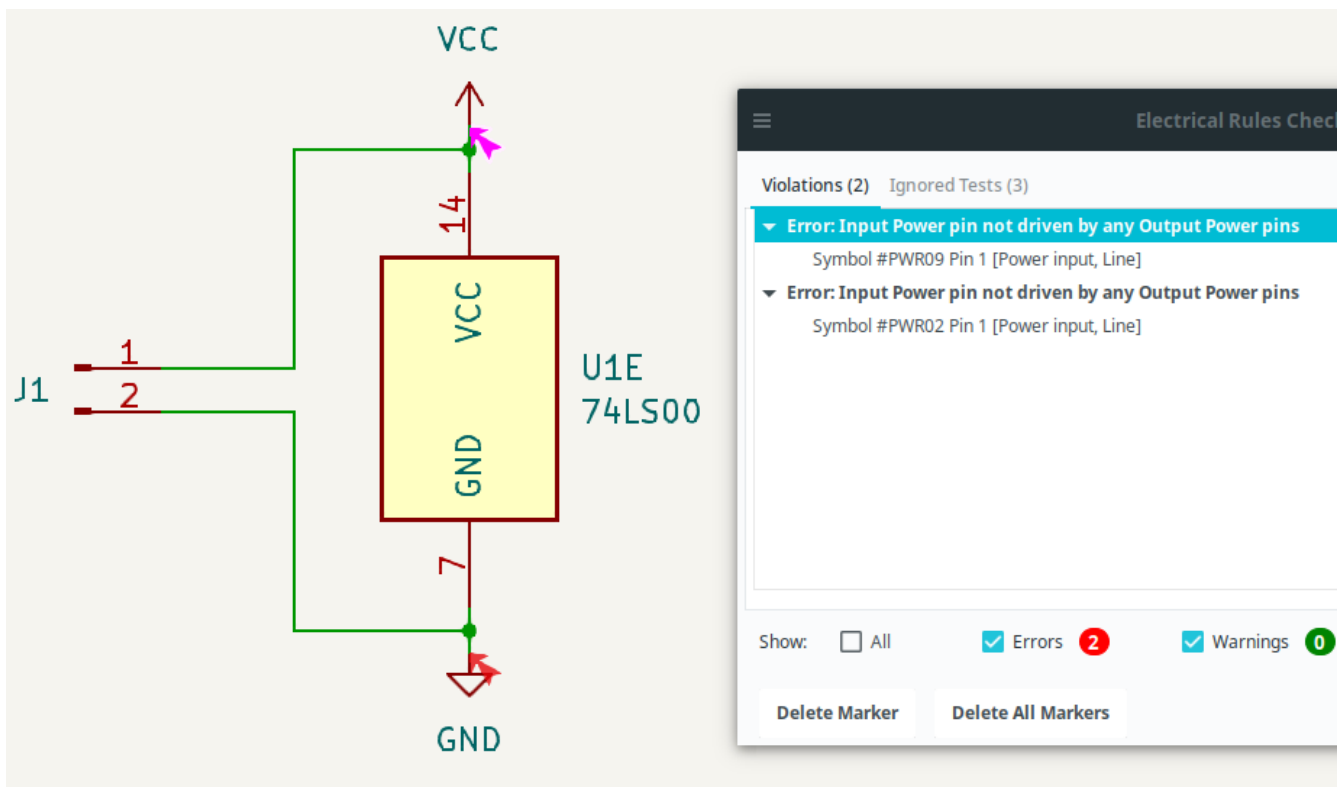 VCC
14
VCC
GND
7
1
2
J1
U1E
74LS00
GND
Electrical Rules Chec
Violations (2) Ignored Tests (3)
Error: Input Power pin not driven by any Output Power pins
Symbol #PWR09 Pin 1 [Power input, Line]
Error: Input Power pin not driven by any Output Power pins
Symbol #PWR02 Pin 1 [Power input, Line]
Show: All Errors 2 Warnings 0
Delete Marker Delete All Markers